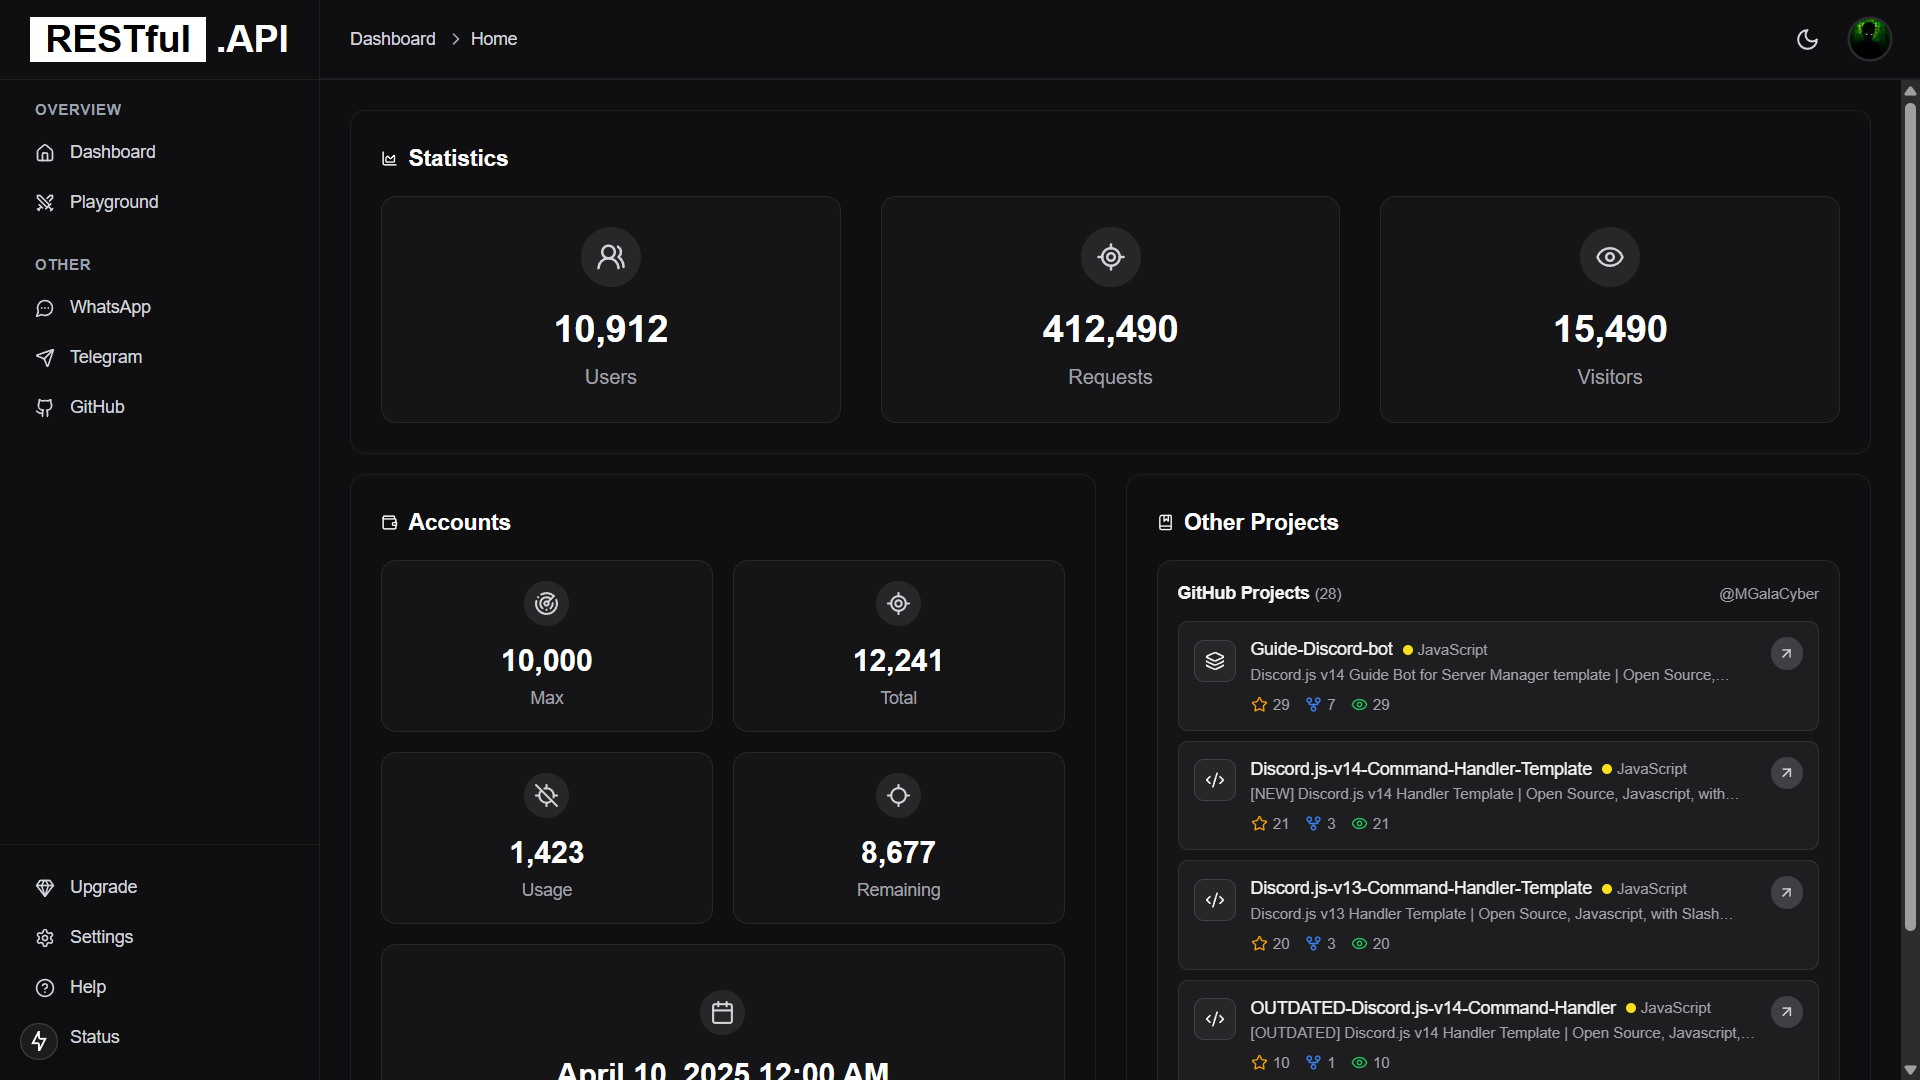 RESTful .API
Dashboard > Home
OVERVIEW
Dashboard
Playground
OTHER
WhatsApp
Telegram
GitHub
Upgrade
Settings
Help
Status
Statistics
10,912
Users
412,490
Requests
15,490
Visitors
Accounts
10,000
Max
12,241
Total
1,423
Usage
8,677
Remaining
April 10, 2025 12:00 AM
Other Projects
GitHub Projects (28) @MGalaCyber
Guide-Discord-bot JavaScript
Discord.js v14 Guide Bot for Server Manager template | Open Source,...
29 7 29
Discord.js-v14-Command-Handler-Template JavaScript
[NEW] Discord.js v14 Handler Template | Open Source, Javascript, with...
21 3 21
Discord.js-v13-Command-Handler-Template JavaScript
Discord.js v13 Handler Template | Open Source, Javascript, with Slash...
20 3 20
OUTDATED-Discord.js-v14-Command-Handler JavaScript
[OUTDATED] Discord.js v14 Handler Template | Open Source, Javascript,...
10 1 10